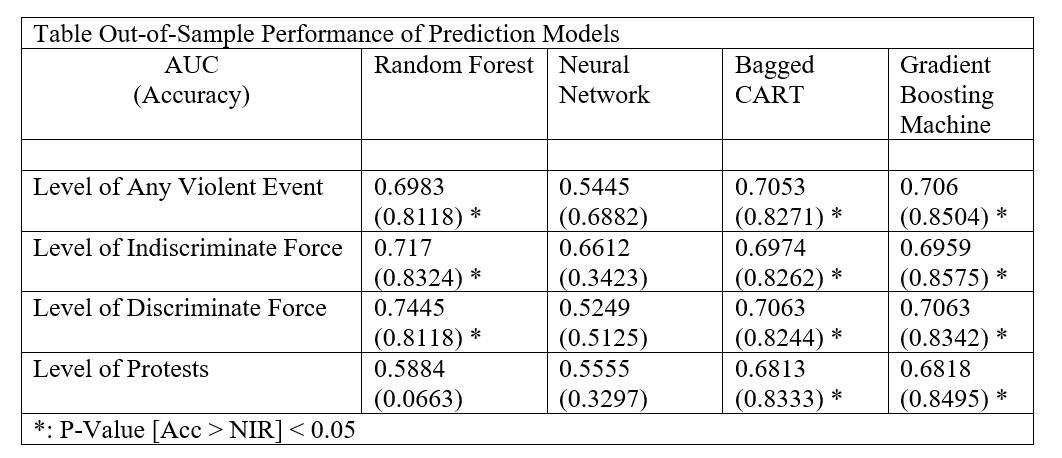 Table Out-of-Sample Performance of Prediction Models
AUC (Accuracy) Random Forest Neural Network Bagged CART Gradient Boosting Machine
Level of Any Violent Event 0.6983 0.5445 0.7053 0.706
(0.8118) * (0.6882) (0.8271) * (0.8504) *
Level of Indiscriminate Force 0.717 0.6612 0.6974 0.6959
(0.8324) * (0.3423) (0.8262) * (0.8575) *
Level of Discriminate Force 0.7445 0.5249 0.7063 0.7063
(0.8118) * (0.5125) (0.8244) * (0.8342) *
Level of Protests 0.5884 0.5555 0.6813 0.6818
(0.0663) (0.3297) (0.8333) * (0.8495) *
*: P-Value [Acc > NIR] < 0.05